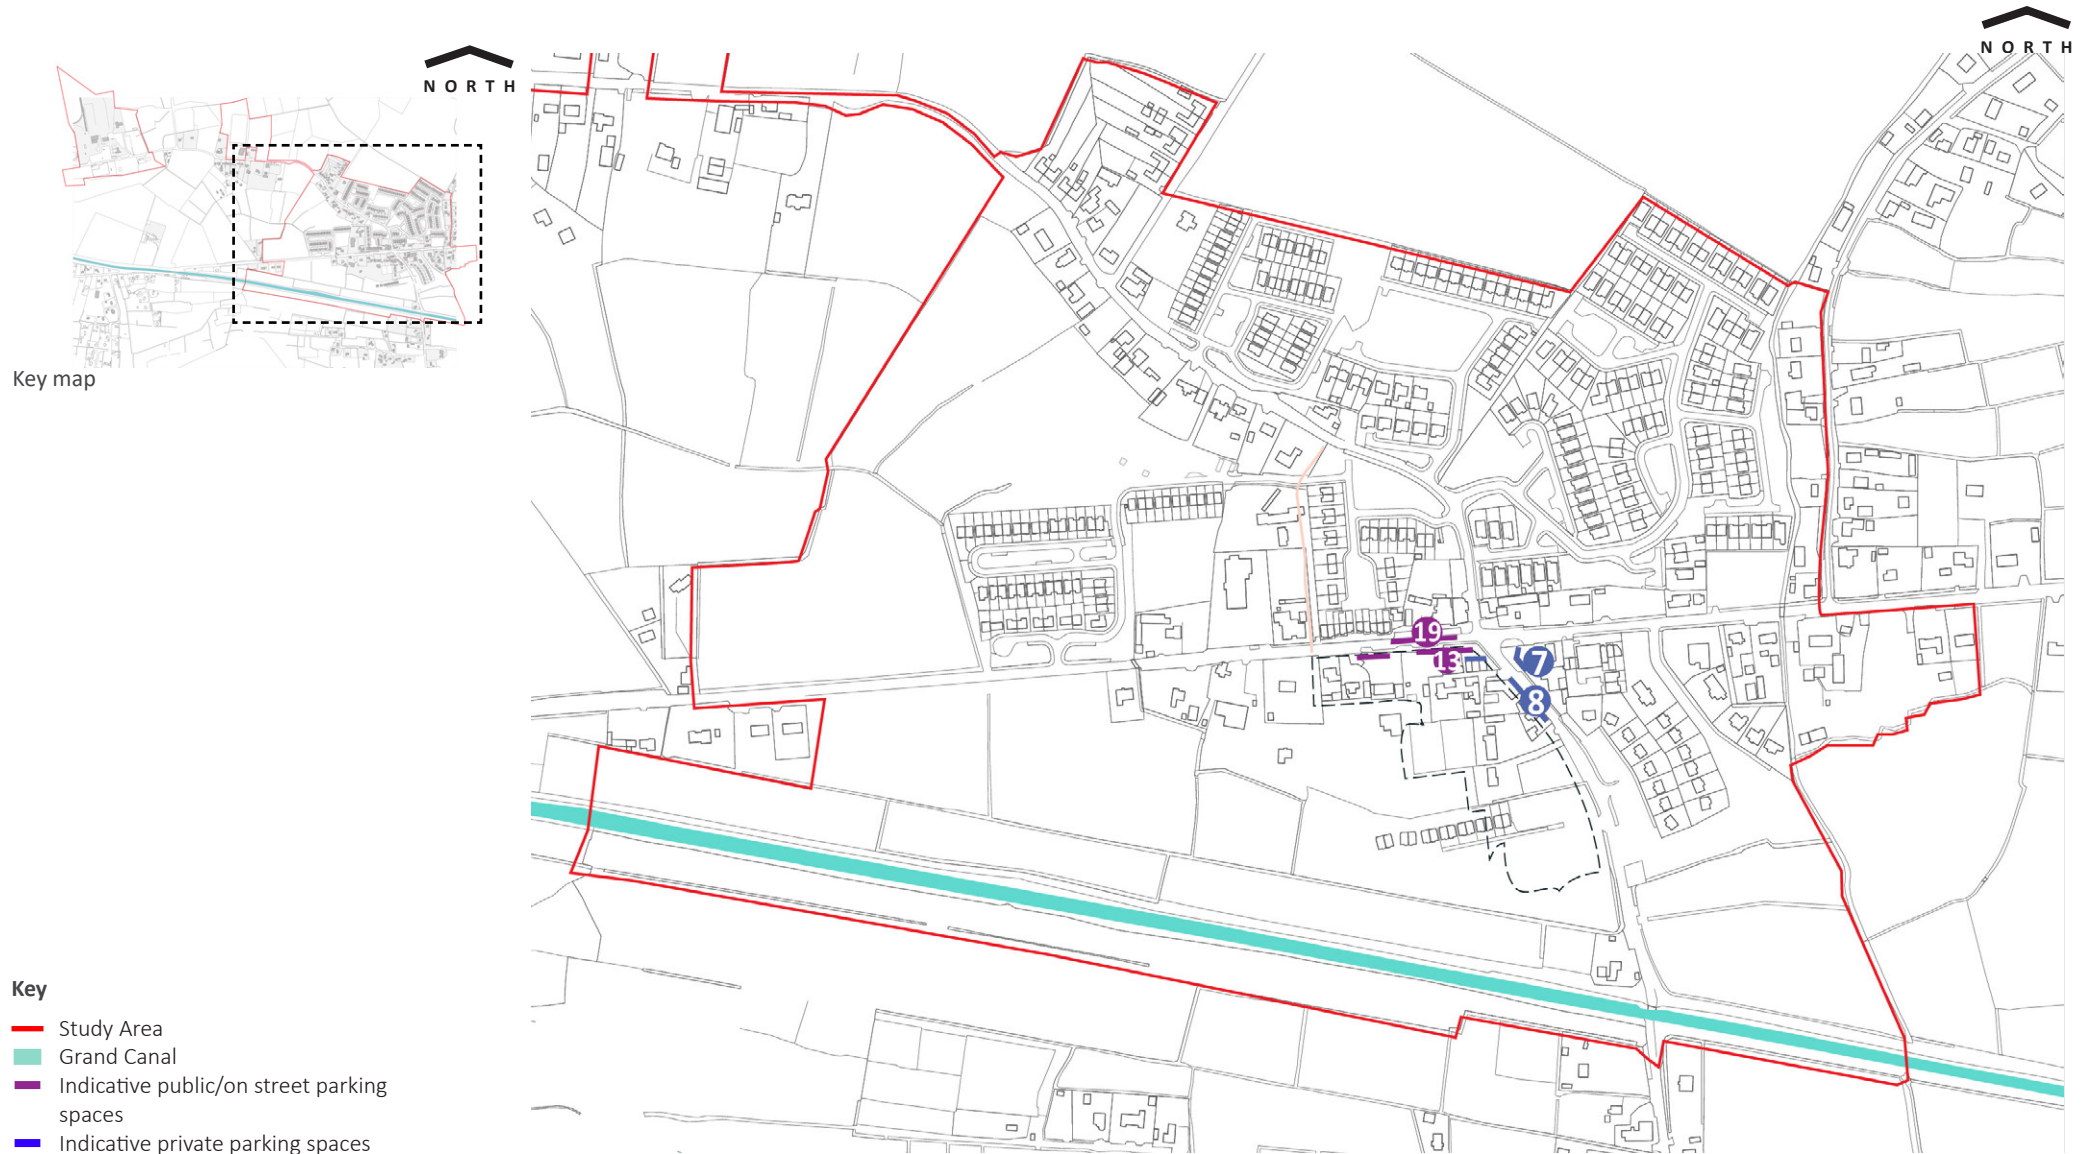 NORTH
NORTH
Key map
19
13
7
8
Key
Study Area
Grand Canal
Indicative public/on street parking
spaces
Indicative private parking spaces